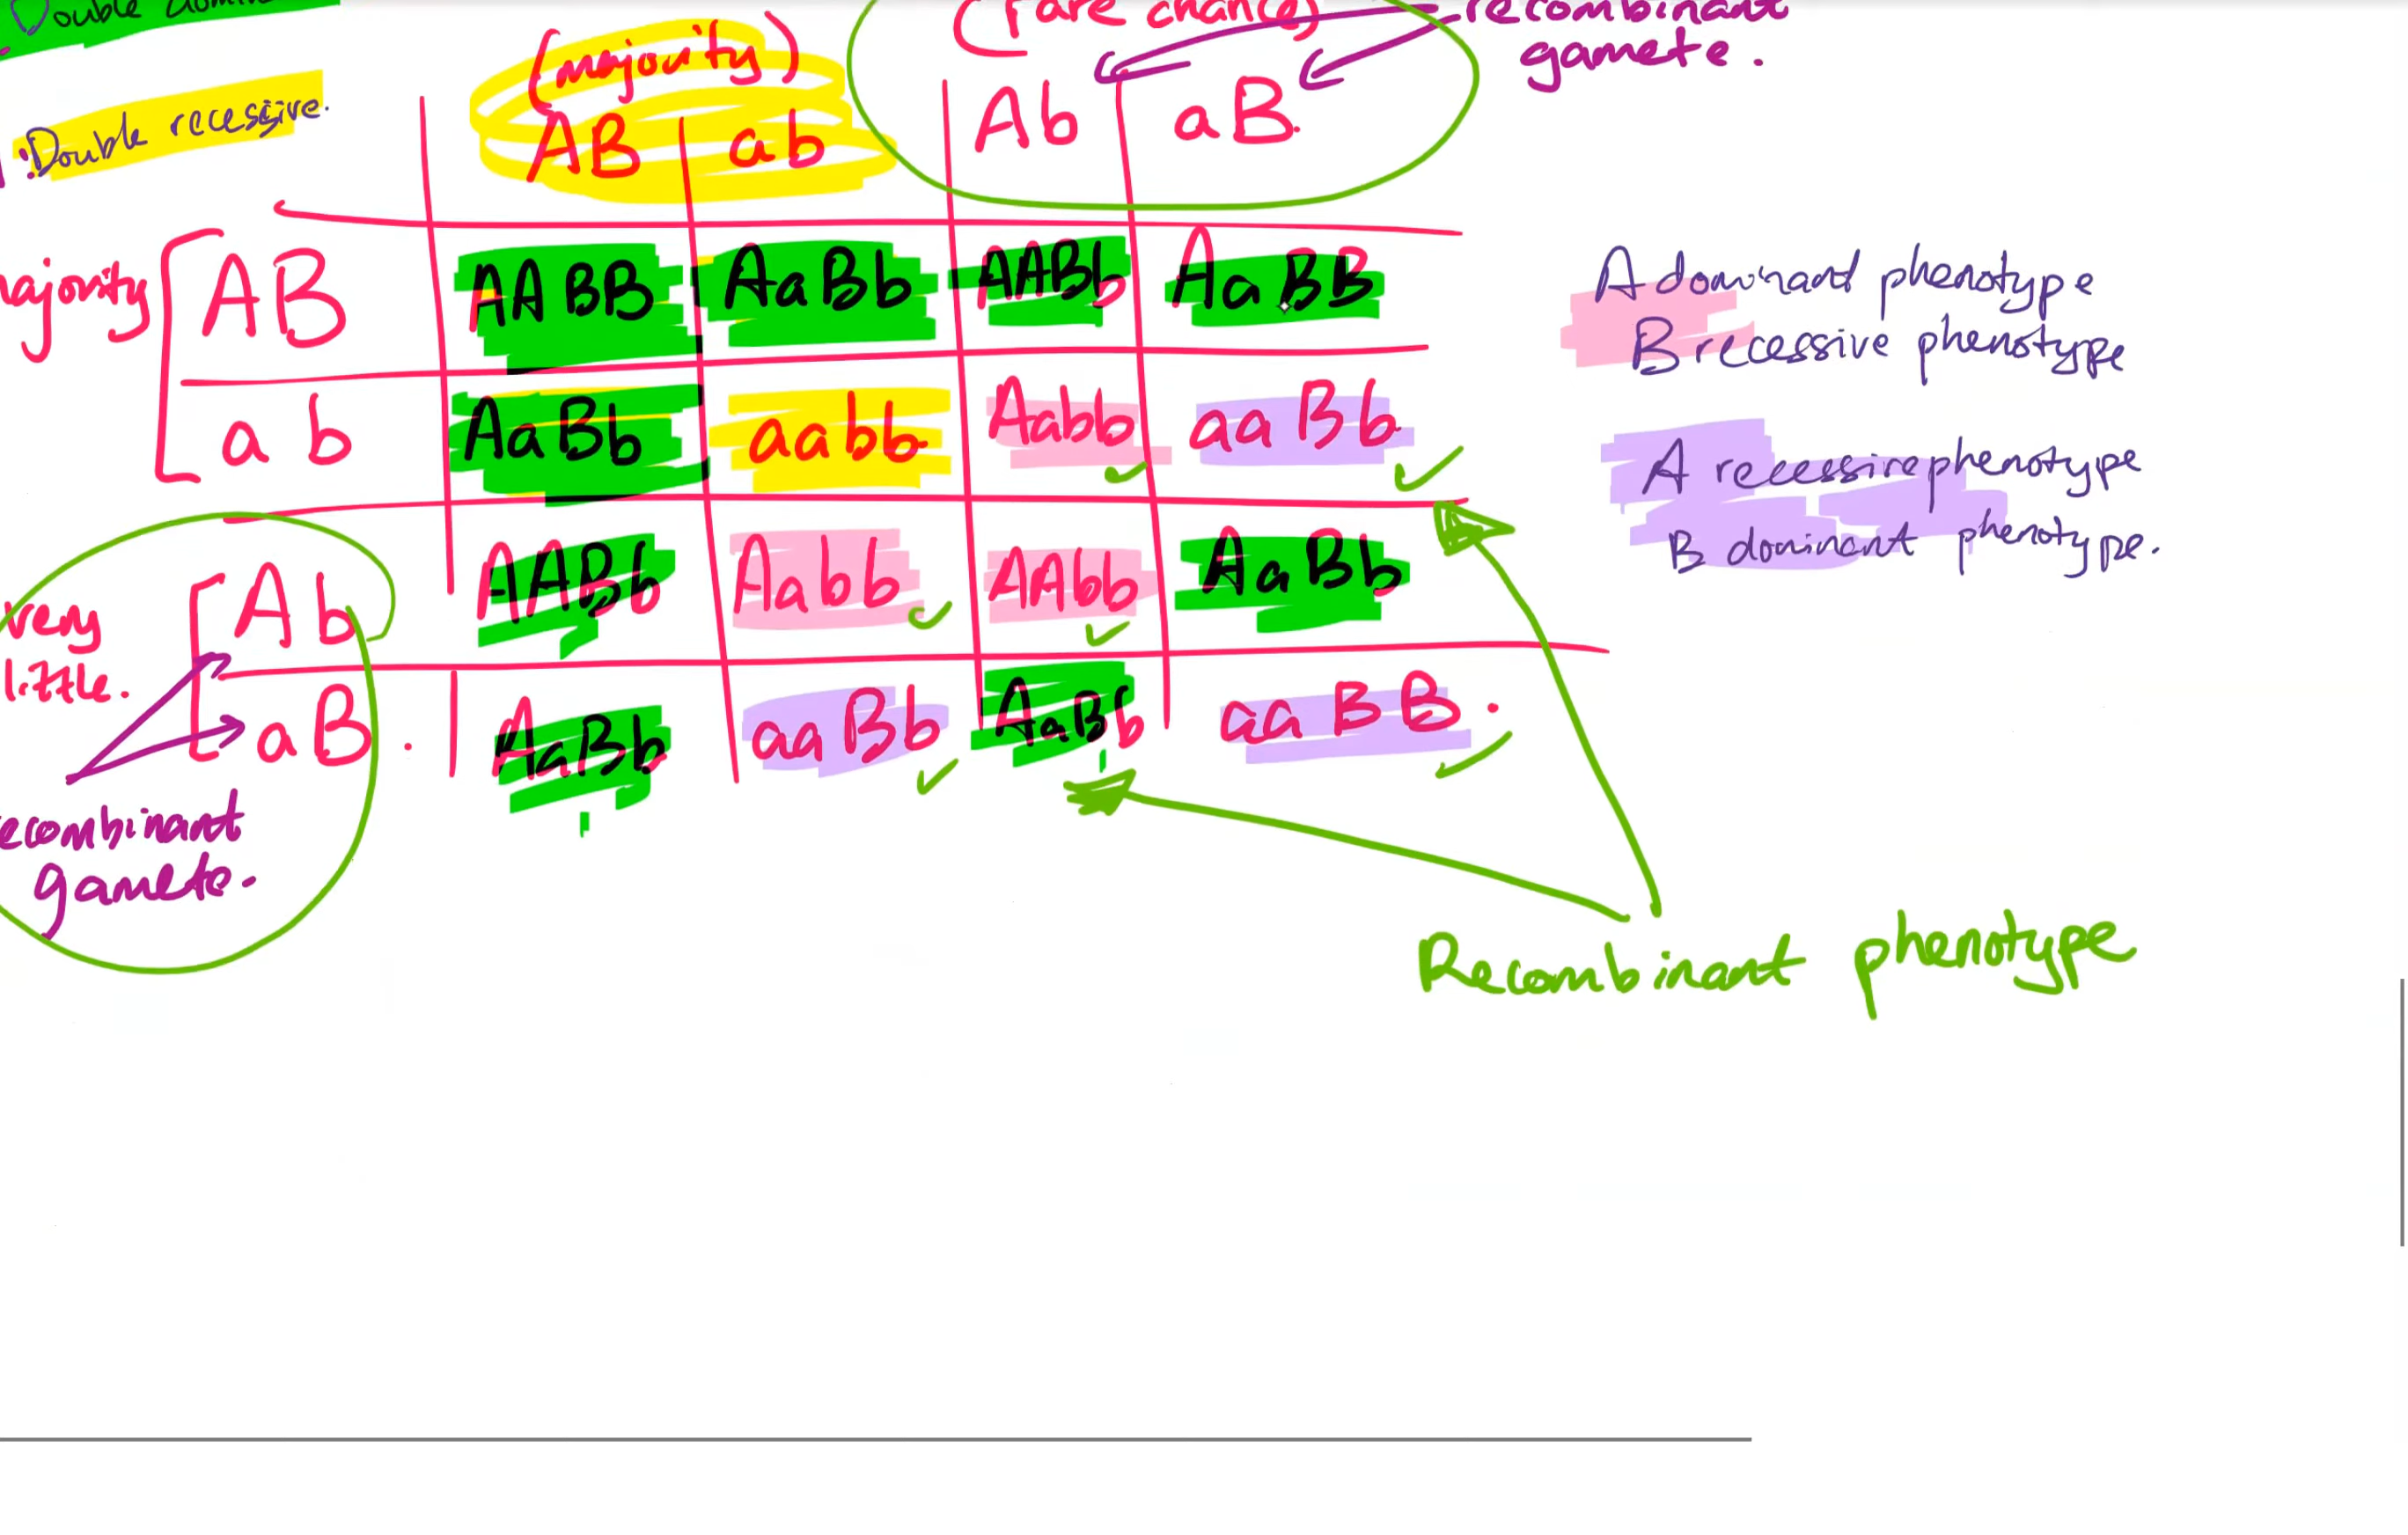 Double
(rare chance) recombinant
gamete.
(majority)
Double recessive.
AB ab Ab aB.
majority AB AABB AaBb AABb AaBB
ab AaBb aabb Aabb aaBb
A dominant phenotype
B recessive phenotype
A recessive phenotype
B dominant phenotype.
very
little.
Ab AABb Aabb AAbb AaBb
aB. AaBb aaBb AaBb aaBB.
recombinant
gamete.
Recombinant phenotype